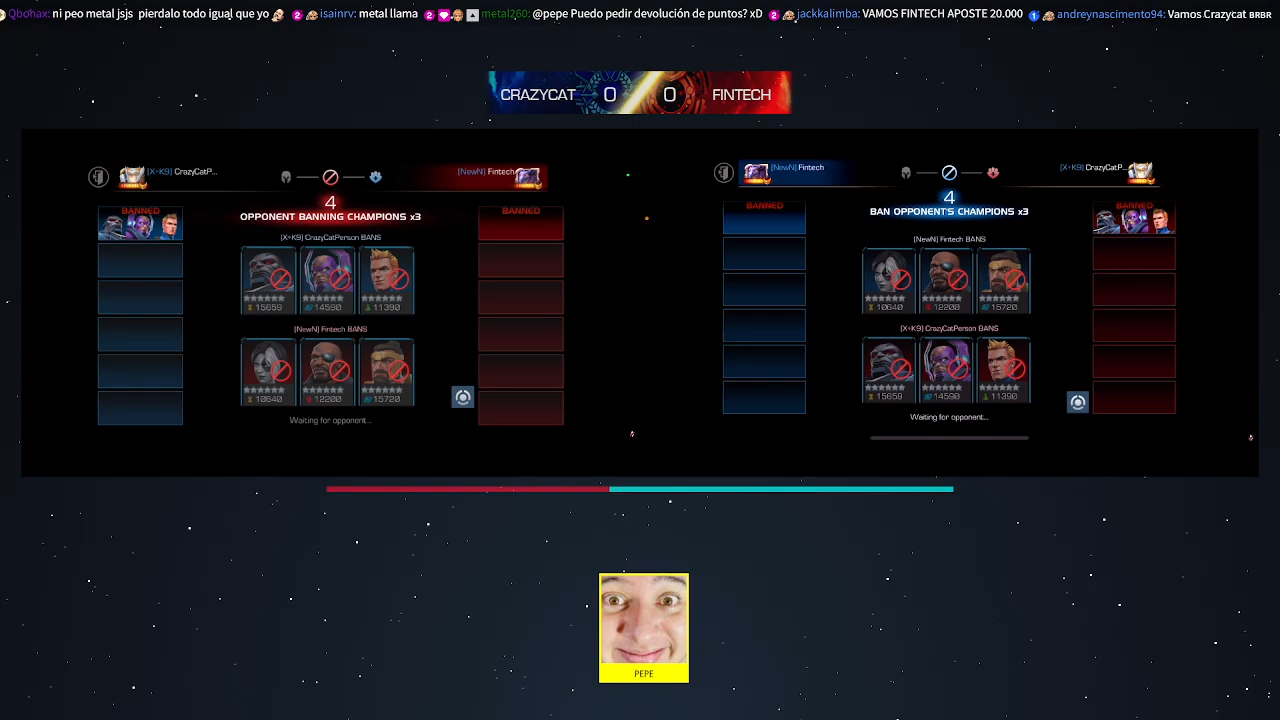 Qbohax: ni peo metal jsjs pierdalo todo igual que yo 2 isainrv: metal llama 2 metal260: @pepe Puedo pedir devolución de puntos? xD 2 jackkalimba: VAMOS FINTECH APOSTE 20.000 1 andreynascimento94: Vamos Crazycat BRBR
CRAZYCAT 0 0 FINTECH
[X+K9] CrazyCatP...
[NewN] Fintech
4
OPPONENT BANNING CHAMPIONS x3
BANNED
BANNED
[X+K9] CrazyCatPerson BANS
15659 14590 11390
[NewN] Fintech BANS
10640 12200 15720
Waiting for opponent...
[NewN] Fintech
[X+K9] CrazyCatP...
4
BAN OPPONENT'S CHAMPIONS x3
BANNED
BANNED
[NewN] Fintech BANS
10640 12200 15720
[X+K9] CrazyCatPerson BANS
15659 14590 11390
Waiting for opponent...
PEPE